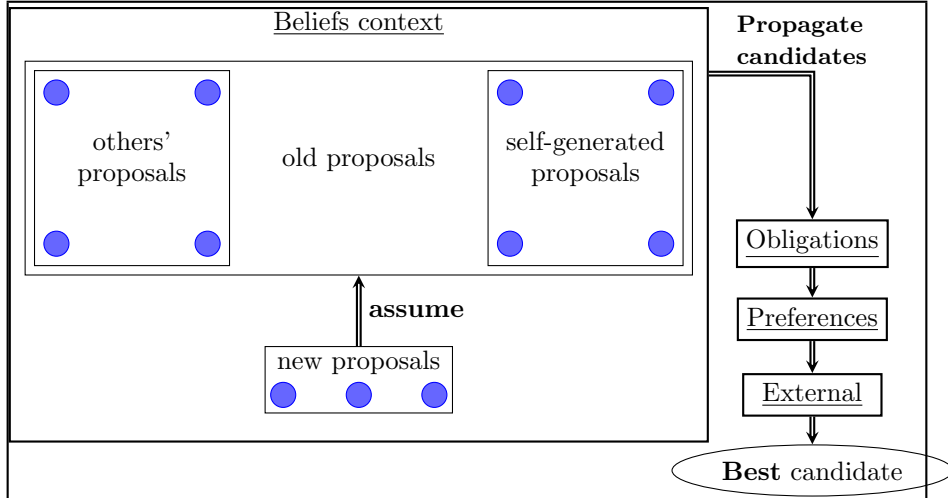 Beliefs context
Propagate
candidates
others'
proposals
old proposals
self-generated
proposals
Obligations
assume
Preferences
new proposals
External
Best candidate